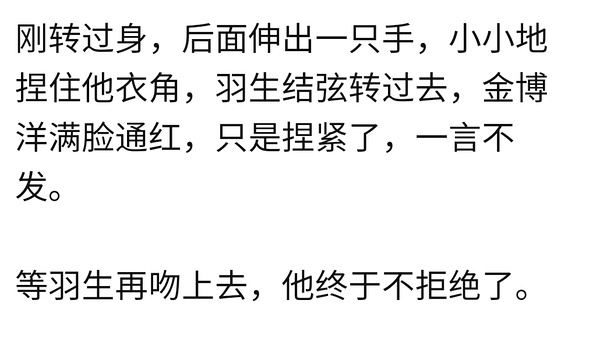 刚转过身，后面伸出一只手，小小地
捏住他衣角，羽生结弦转过去，金博
洋满脸通红，只是捏紧了，一言不
发。
等羽生再吻上去，他终于不拒绝了。